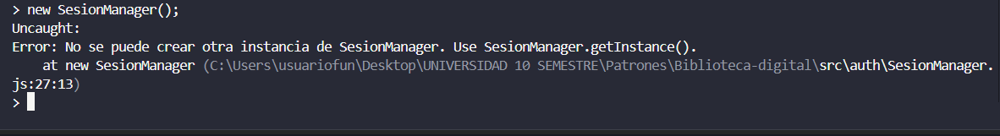 > new SesionManager();
Uncaught:
Error: No se puede crear otra instancia de SesionManager. Use SesionManager.getInstance().
    at new SesionManager (C:\Users\usuariofun\Desktop\UNIVERSIDAD 10 SEMESTRE\Patrones\Biblioteca-digital\src\auth\SesionManager.
js:27:13)
>